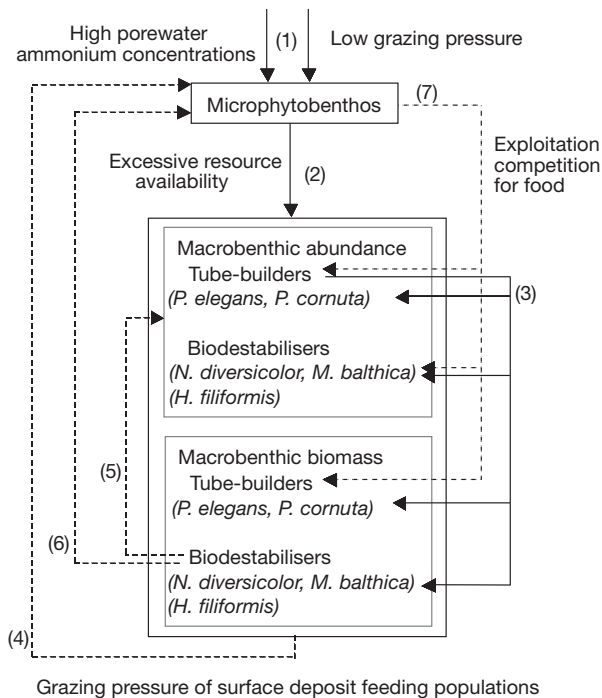 High porewater
ammonium concentrations
(1)
Low grazing pressure
Microphytobenthos
(7)
Excessive resource
availability
(2)
Exploitation
competition
for food
Macrobenthic abundance
Tube-builders
(P. elegans, P. cornuta)
(3)
Biodestabilisers
(N. diversicolor, M. balthica)
(H. filiformis)
(5)
Macrobenthic biomass
Tube-builders
(P. elegans, P. cornuta)
(6)
Biodestabilisers
(N. diversicolor, M. balthica)
(H. filiformis)
(4)
Grazing pressure of surface deposit feeding populations